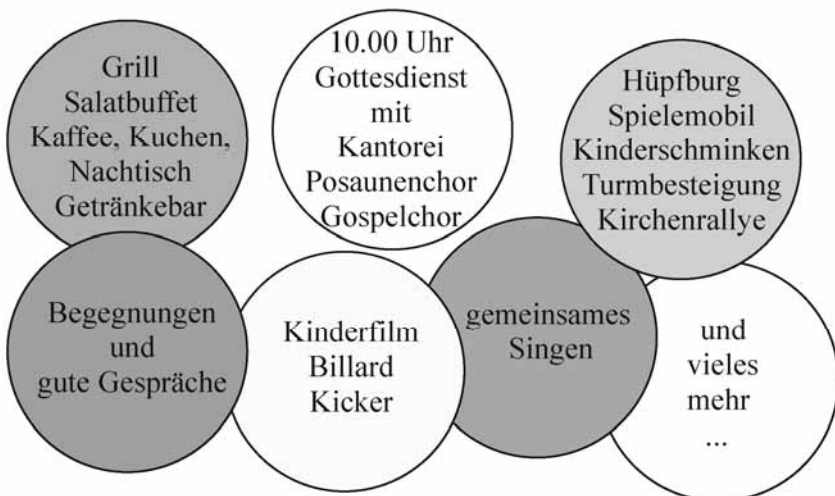 Grill
Salatbuffet
Kaffee, Kuchen,
Nachtisch
Getränkebar
10.00 Uhr
Gottesdienst
mit
Kantorei
Posaunenchor
Gospelchor
Hüpfburg
Spielemobil
Kinderschminken
Turmbesteigung
Kirchenrallye
Begegnungen
und
gute Gespräche
Kinderfilm
Billard
Kicker
gemeinsames
Singen
und
vieles
mehr
...